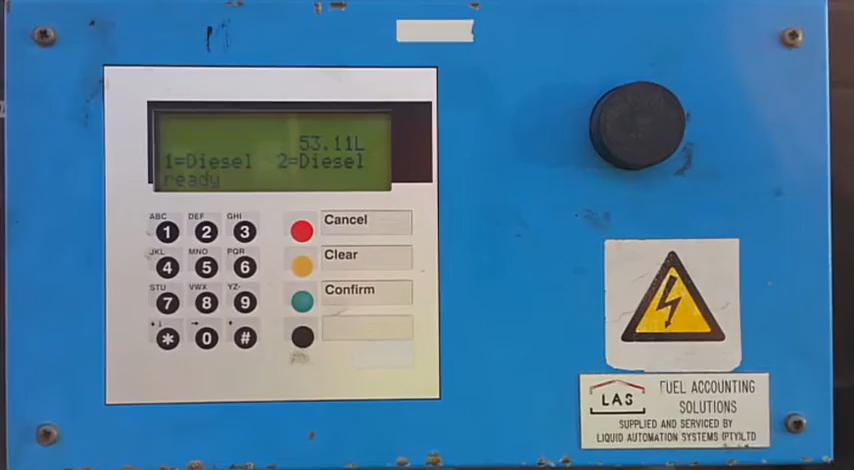 53.11L
1=Diesel 2=Diesel
ready
ABC DEF GHI
1 2 3
Cancel
JKL MNO PQR
4 5 6
Clear
STU VWX YZ-
7 8 9
Confirm
* 0 #
LAS
FUEL ACCOUNTING
SOLUTIONS
SUPPLIED AND SERVICED BY
LIQUID AUTOMATION SYSTEMS (PTY)LTD